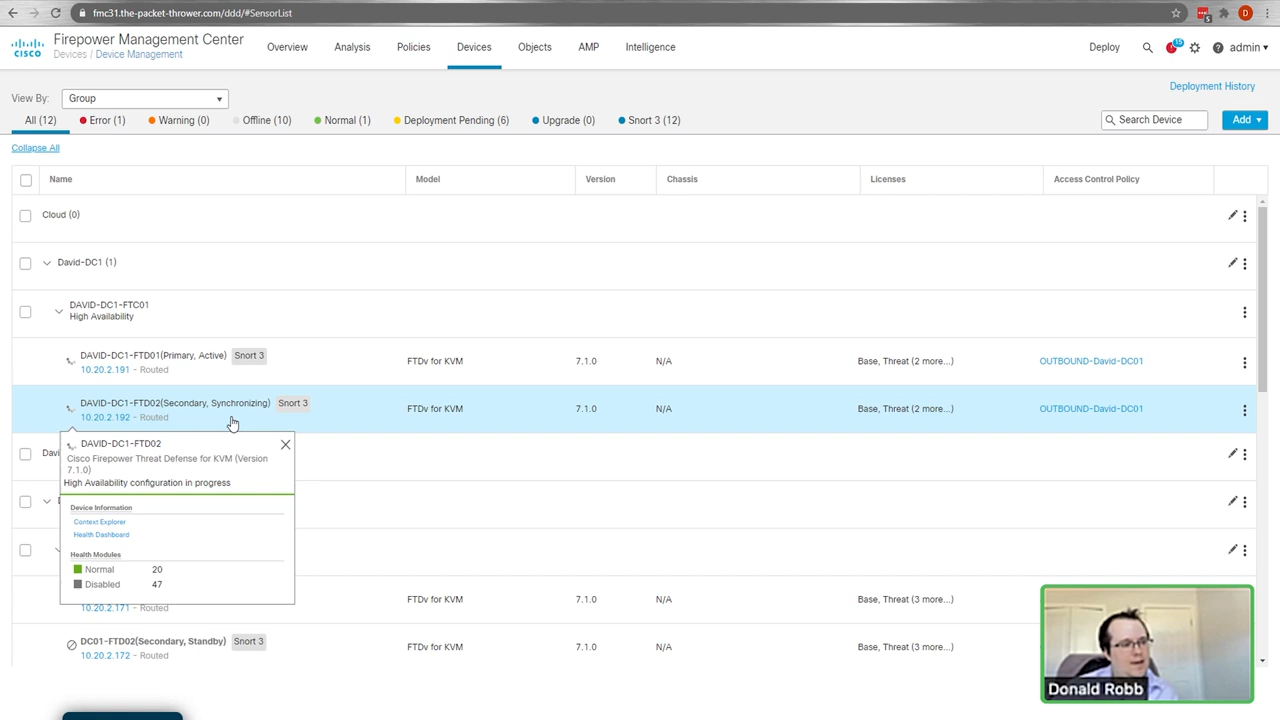 fmc31.the-packet-thrower.com/ddd/#SensorList
5
D
CISCO
Firepower Management Center
Devices / Device Management
Overview
Analysis
Policies
Devices
Objects
AMP
Intelligence
Deploy
15
admin
Deployment History
View By:
Group
All (12)
Error (1)
Warning (0)
Offline (10)
Normal (1)
Deployment Pending (6)
Upgrade (0)
Snort 3 (12)
Search Device
Add
Collapse All
Name
Model
Version
Chassis
Licenses
Access Control Policy
Cloud (0)
David-DC1 (1)
DAVID-DC1-FTC01
High Availability
DAVID-DC1-FTD01(Primary, Active)
Snort 3
10.20.2.191 - Routed
FTDv for KVM
7.1.0
N/A
Base, Threat (2 more...)
OUTBOUND-David-DC01
DAVID-DC1-FTD02(Secondary, Synchronizing)
Snort 3
10.20.2.192 - Routed
FTDv for KVM
7.1.0
N/A
Base, Threat (2 more...)
OUTBOUND-David-DC01
DAVID-DC1-FTD02
Cisco Firepower Threat Defense for KVM (Version
7.1.0)
High Availability configuration in progress
Device Information
Context Explorer
Health Dashboard
Health Modules
Normal 20
Disabled 47
10.20.2.171 - Routed
FTDv for KVM
7.1.0
N/A
Base, Threat (3 more...)
DC01-FTD02(Secondary, Standby)
Snort 3
10.20.2.172 - Routed
FTDv for KVM
7.1.0
N/A
Base, Threat (3 more...)
Donald Robb